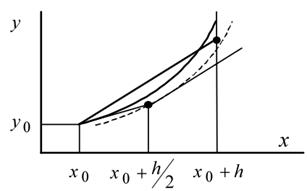 y
y₀
x
x₀ x₀ + h/2 x₀ + h